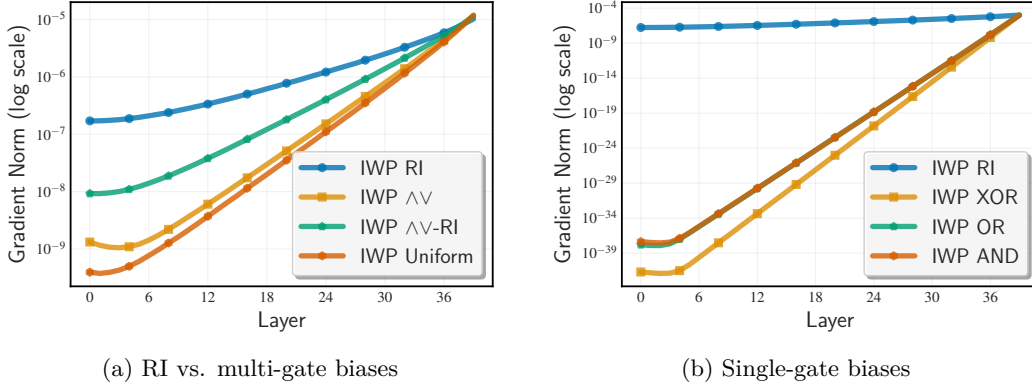 Gradient Norm (log scale)
10⁻⁵
10⁻⁶
10⁻⁷
10⁻⁸
10⁻⁹
IWP RI
IWP ∧∨
IWP ∧∨-RI
IWP Uniform
0 6 12 18 24 30 36
Layer
(a) RI vs. multi-gate biases
Gradient Norm (log scale)
10⁻⁴
10⁻⁹
10⁻¹⁴
10⁻¹⁹
10⁻²⁴
10⁻²⁹
10⁻³⁴
10⁻³⁹
IWP RI
IWP XOR
IWP OR
IWP AND
0 6 12 18 24 30 36
Layer
(b) Single-gate biases